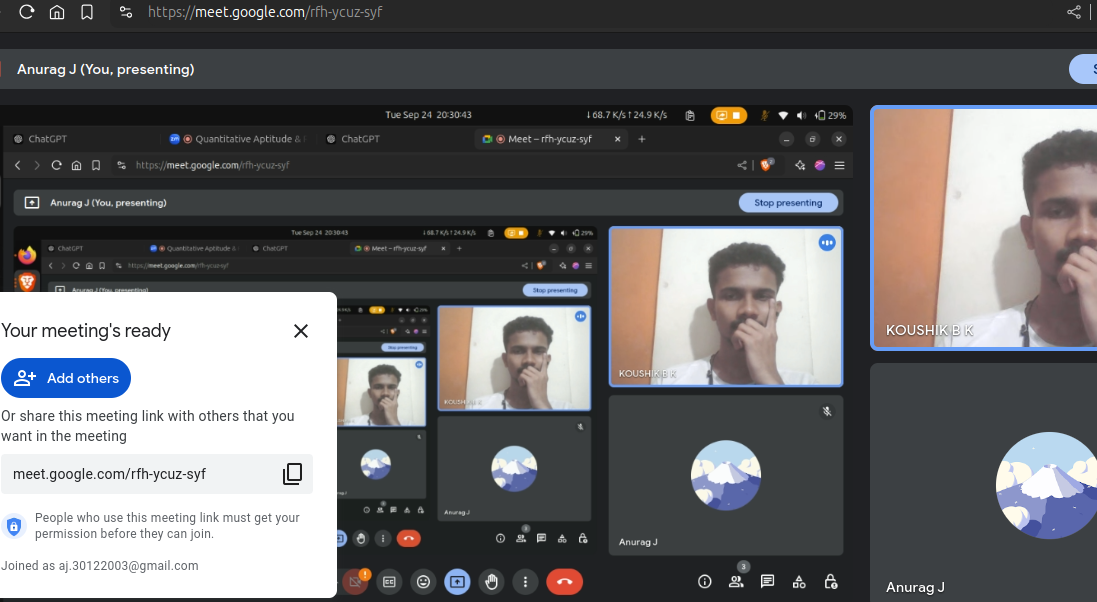 https://meet.google.com/rfh-ycuz-syf
Anurag J (You, presenting)
Tue Sep 24 20:30:43
↓68.7 K/s↑24.9 K/s
29%
ChatGPT
Quantitative Aptitude &
ChatGPT
Meet – rfh-ycuz-syf
https://meet.google.com/rfh-ycuz-syf
Anurag J (You, presenting)
Stop presenting
Tue Sep 24 20:30:43
↓68.7 K/s↑24.9 K/s
29%
ChatGPT
Quantitative Aptitude &
ChatGPT
Meet – rfh-ycuz-syf
https://meet.google.com/rfh-ycuz-syf
Anurag J (You, presenting)
Stop presenting
Stop presenting
KOUSHIK B K
KOUSHIK B K
Your meeting's ready
Add others
Or share this meeting link with others that you
want in the meeting
meet.google.com/rfh-ycuz-syf
People who use this meeting link must get your
permission before they can join.
Joined as aj.30122003@gmail.com
Anurag J
Anurag J
3
3
Anurag J